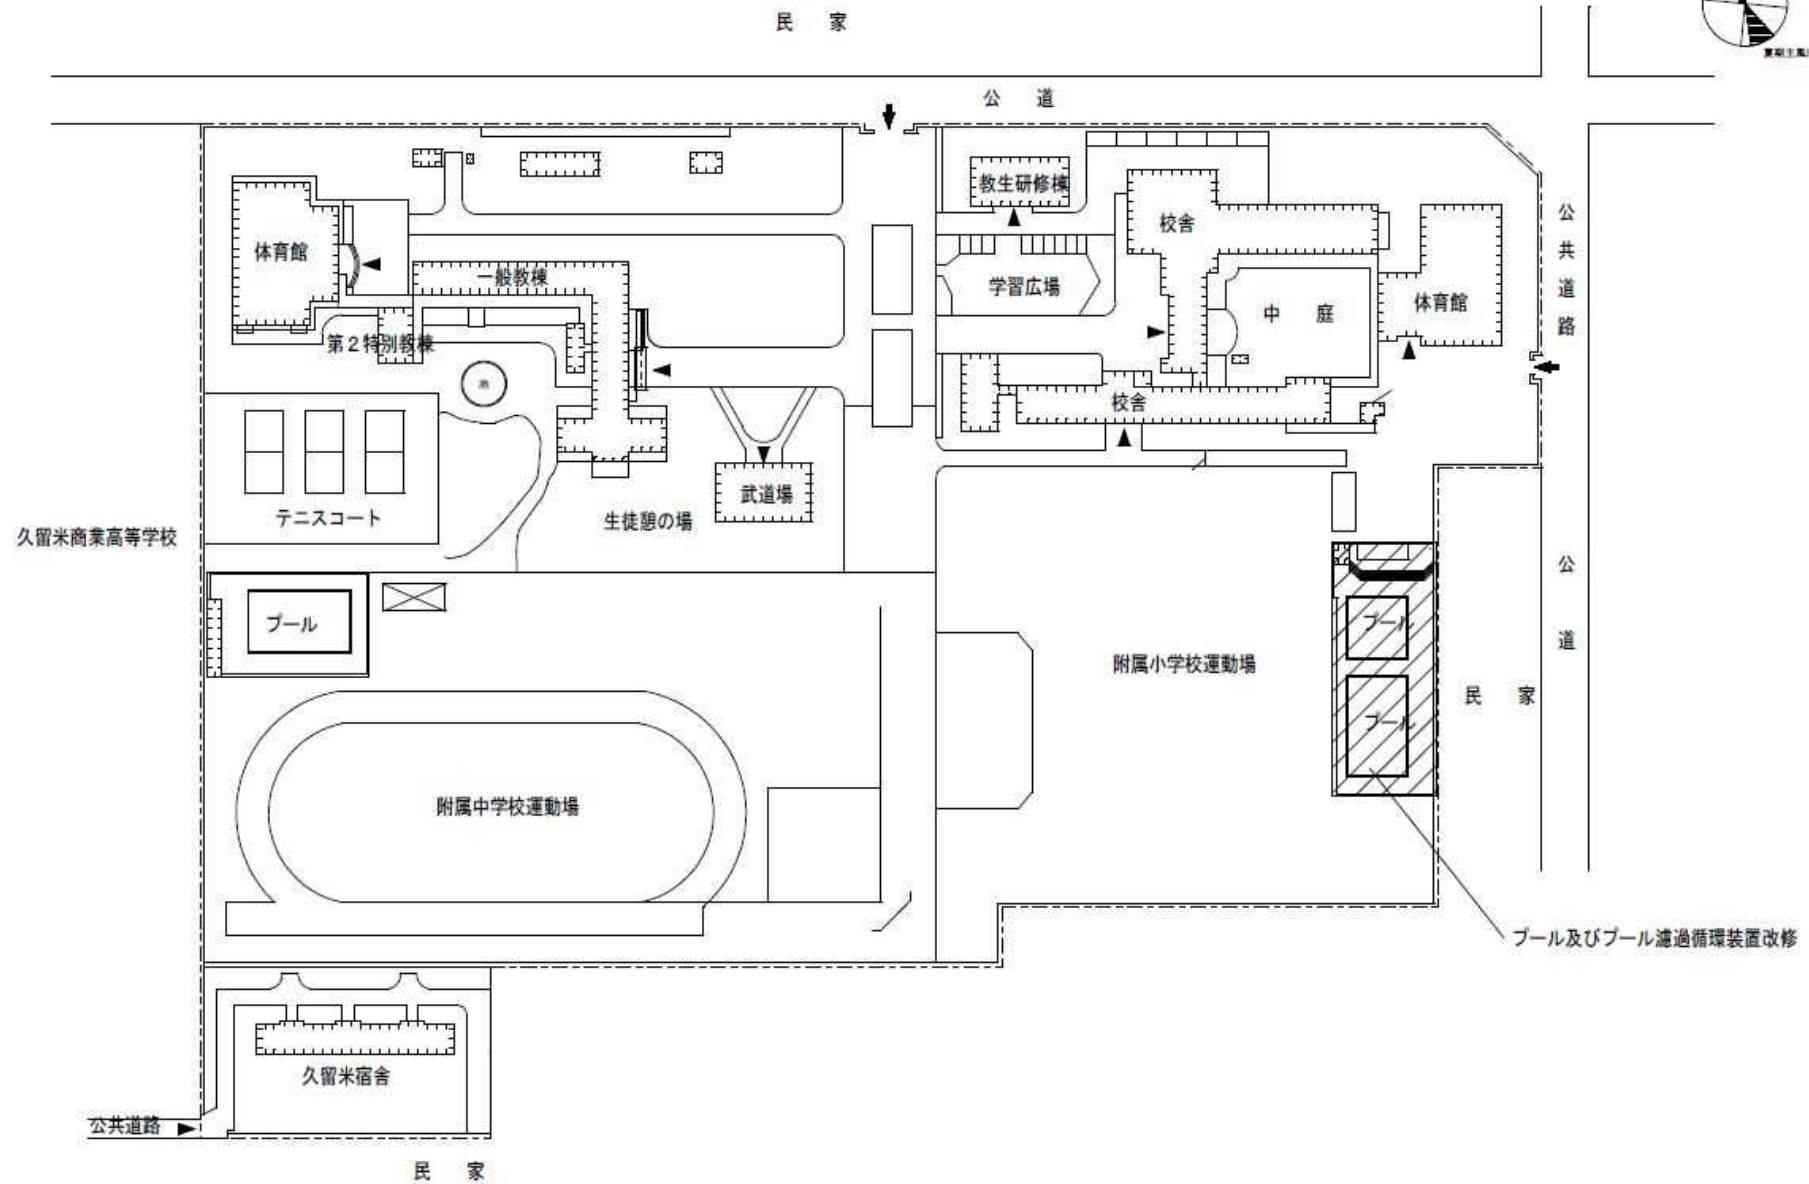 民 家
公 道
教生研修棟
校舎
公共道路
体育館
一般教棟
学習広場
中 庭
体育館
第2特別教棟
池
校舎
武道場
テニスコート
生徒憩の場
久留米商業高等学校
公道
プール
プール
附属小学校運動場
民 家
プール
附属中学校運動場
プール及びプール濾過循環装置改修
久留米宿舎
公共道路
民 家